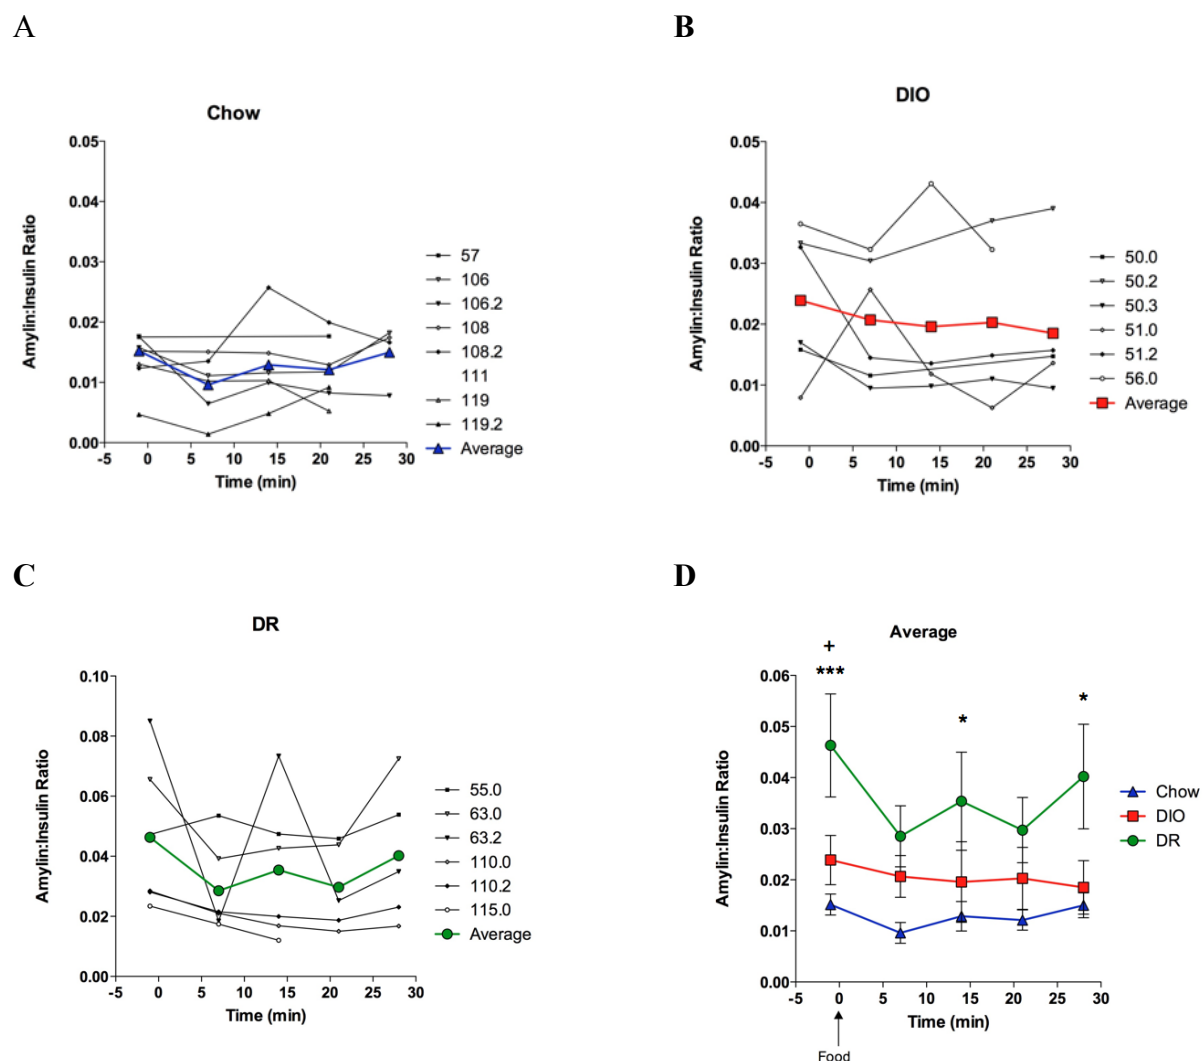 A
Chow
0.05
0.04
0.03
0.02
0.01
0.00
Amylin:Insulin Ratio
-5 0 5 10 15 20 25 30
Time (min)
57
106
106.2
108
108.2
111
119
119.2
Average
B
DIO
0.05
0.04
0.03
0.02
0.01
0.00
Amylin:Insulin Ratio
-5 0 5 10 15 20 25 30
Time (min)
50.0
50.2
50.3
51.0
51.2
56.0
Average
C
DR
0.10
0.08
0.06
0.04
0.02
0.00
Amylin:Insulin Ratio
-5 0 5 10 15 20 25 30
Time (min)
55.0
63.0
63.2
110.0
110.2
115.0
Average
D
Average
+
***
*
*
0.06
0.05
0.04
0.03
0.02
0.01
0.00
Amylin:Insulin Ratio
-5 0 5 10 15 20 25 30
Time (min)
Food
Chow
DIO
DR